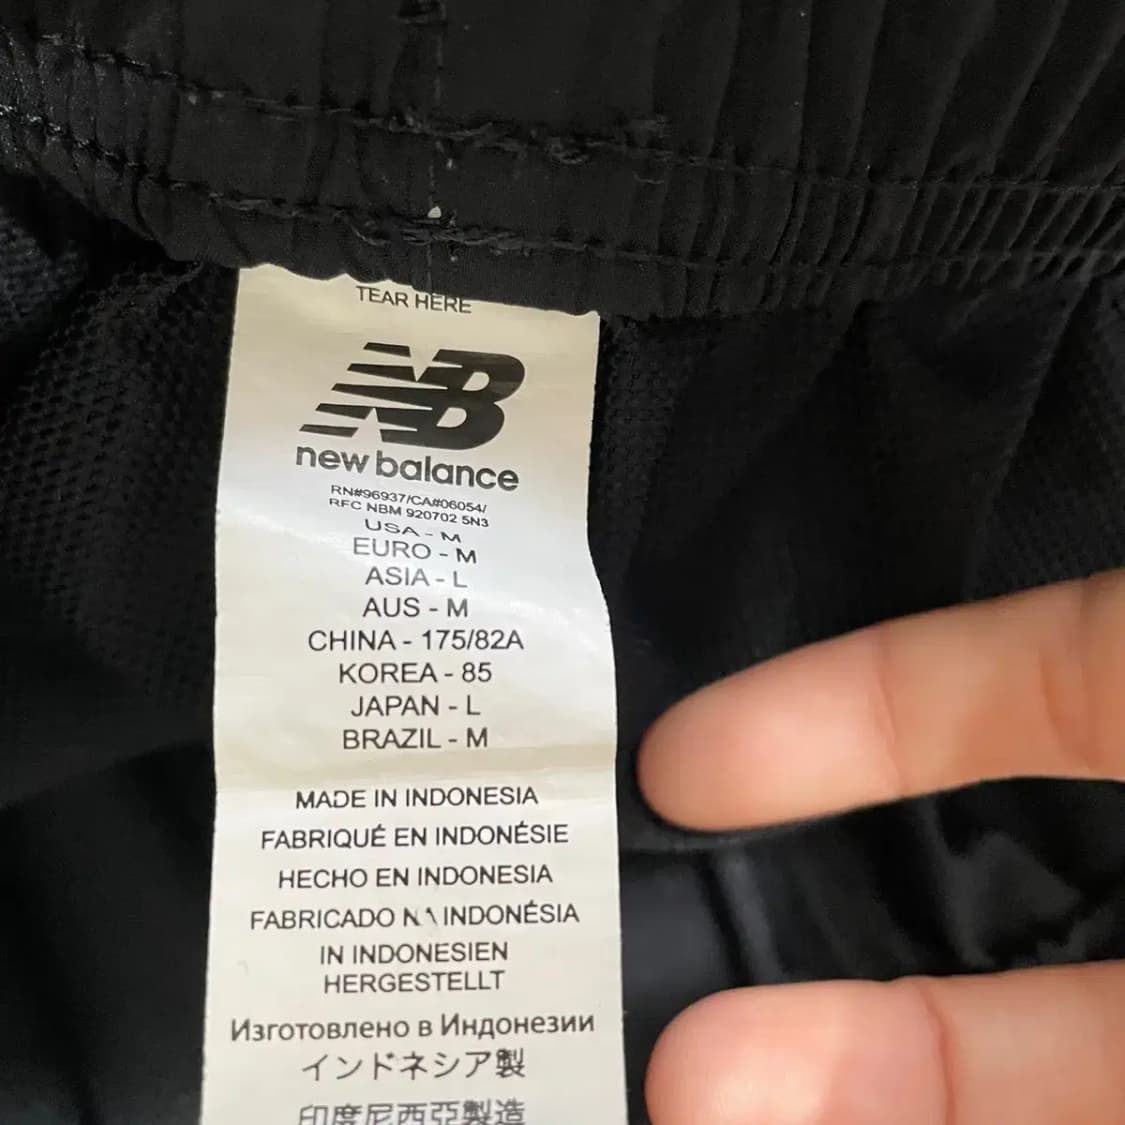 TEAR HERE
NB
new balance
RN#96937/CA#06054/
RFC NBM 920702 5N3
USA - M
EURO - M
ASIA - L
AUS - M
CHINA - 175/82A
KOREA - 85
JAPAN - L
BRAZIL - M
MADE IN INDONESIA
FABRIQUÉ EN INDONÉSIE
HECHO EN INDONESIA
FABRICADO NA INDONÉSIA
IN INDONESIEN
HERGESTELLT
Изготовлено в Индонезии
インドネシア製
印度尼西亞製造